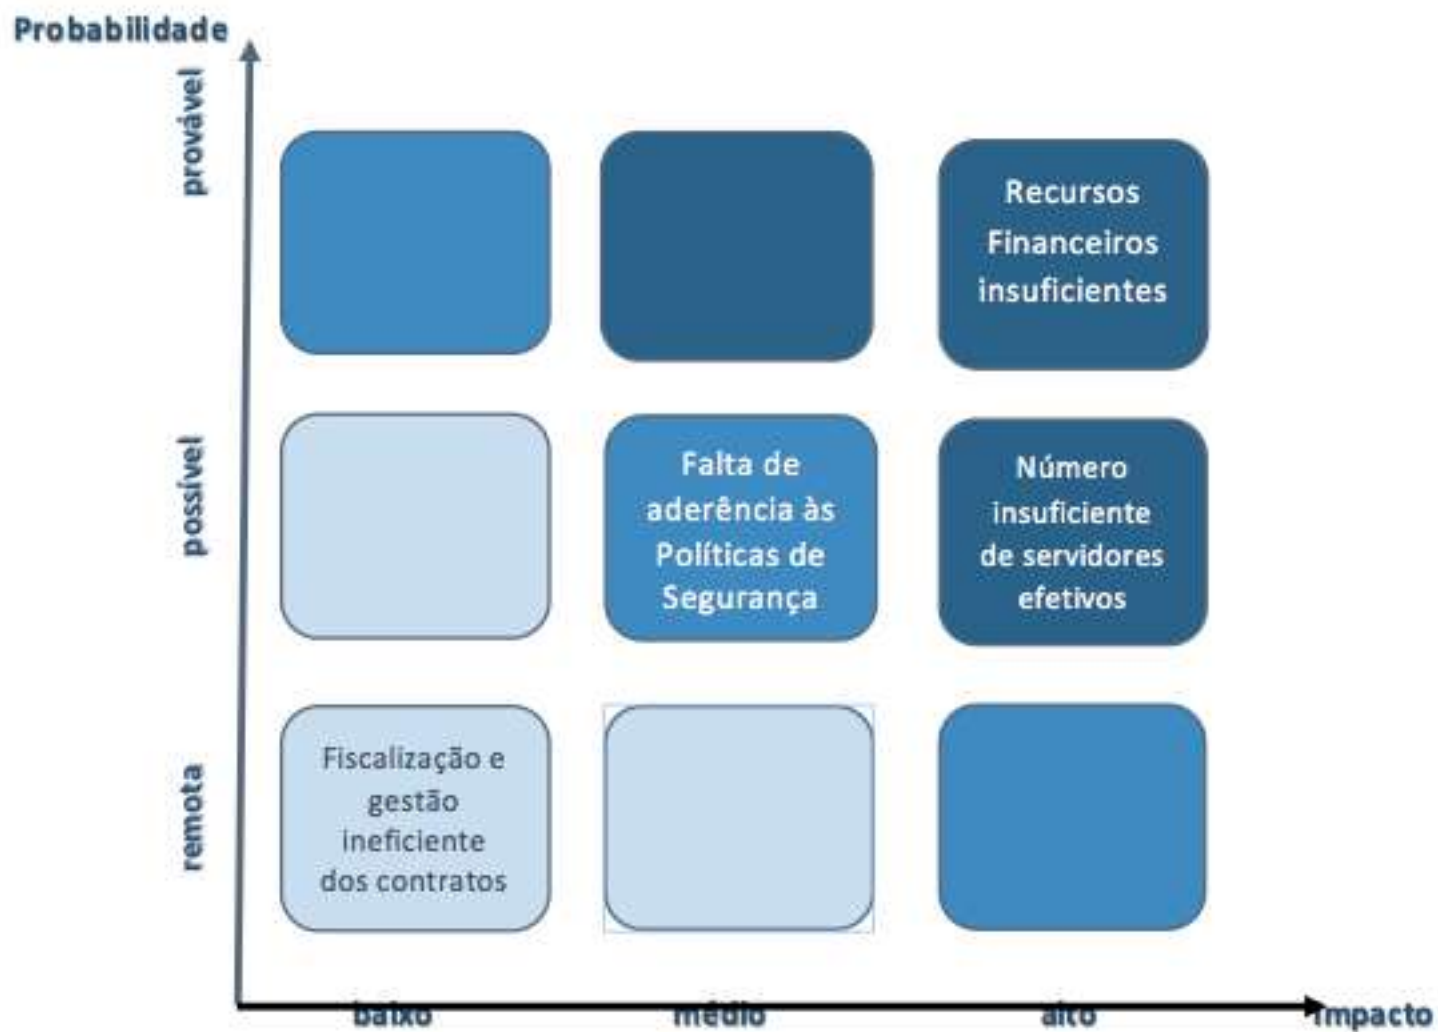 Probabilidade
provável
Recursos
Financeiros
insuficientes
possível
Falta de
aderência às
Políticas de
Segurança
Número
insuficiente
de servidores
efetivos
remota
Fiscalização e
gestão
ineficiente
dos contratos
baixo
médio
alto
Impacto